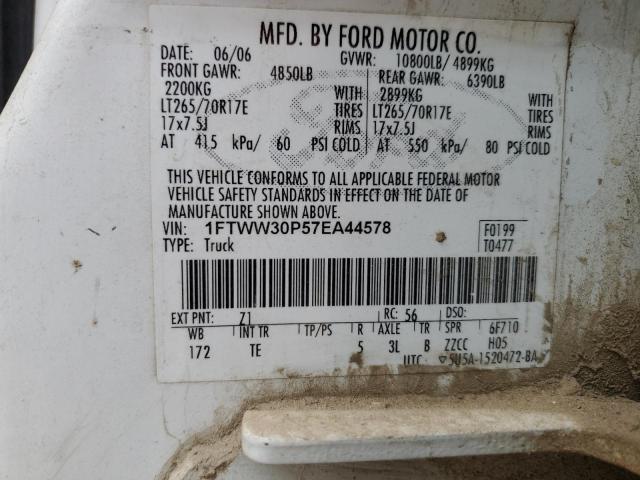 MFD. BY FORD MOTOR CO.
DATE: 06/06 GVWR: 10800LB/ 4899KG
FRONT GAWR: 4850LB REAR GAWR: 6390LB
2200KG WITH 2899KG WITH
LT265/70R17E TIRES LT265/70R17E TIRES
17x7.5J RIMS 17x7.5J RIMS
AT 415 kPa/ 60 PSI COLD AT 550 kPa/ 80 PSI COLD
THIS VEHICLE CONFORMS TO ALL APPLICABLE FEDERAL MOTOR
VEHICLE SAFETY STANDARDS IN EFFECT ON THE DATE OF
MANUFACTURE SHOWN ABOVE.
VIN: 1FTWW30P57EA44578 F0199
TYPE: Truck T0477
EXT PNT: Z1 RC: 56 DSO:
WB INT TR TP/PS R AXLE TR SPR 6F710
172 TE 5 3L B ZZCC H05
UTC ▽5U5A-1520472-BA